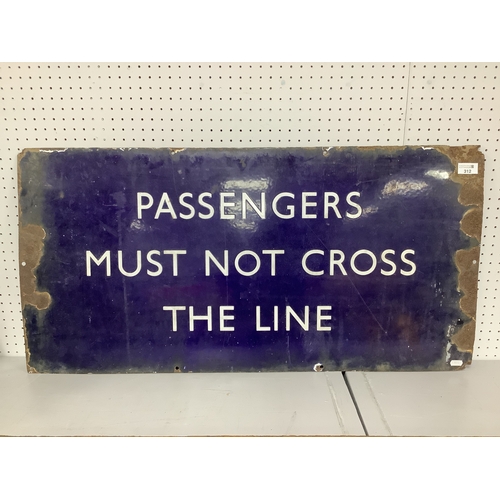 PASSENGERS
MUST NOT CROSS
THE LINE